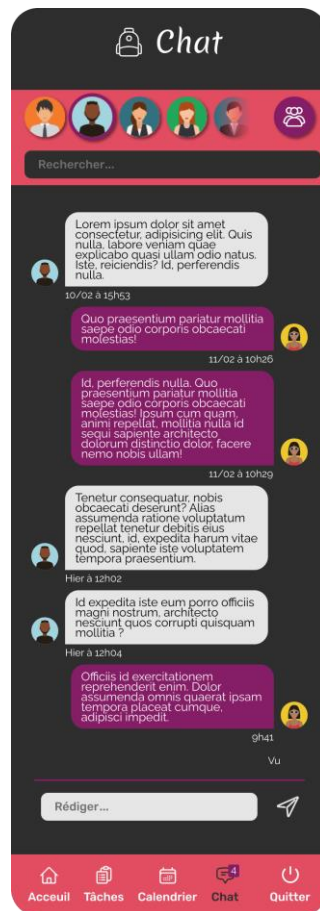 Chat
Rechercher...
Lorem ipsum dolor sit amet
consectetur, adipisicing elit. Quis
nulla, labore veniam quae
explicabo quasi ullam odio natus.
Iste, reiciendis? Id, perferendis
nulla.
10/02 à 15h53
Quo praesentium pariatur mollitia
saepe odio corporis obcaecati
molestias!
11/02 à 10h26
Id, perferendis nulla. Quo
praesentium pariatur mollitia
saepe odio corporis obcaecati
molestias! Ipsum cum quam,
animi repellat, mollitia nulla id
sequi sapiente architecto
dolorum distinctio dolor, facere
nemo nobis ullam!
11/02 à 10h29
Tenetur consequatur, nobis
obcaecati deserunt? Alias
assumenda ratione voluptatum
repellat tenetur debitis eius
nesciunt, id, expedita harum vitae
quod, sapiente iste voluptatem
tempora praesentium.
Hier à 12h02
Id expedita iste eum porro officiis
magni nostrum, architecto
nesciunt quos corrupti quisquam
mollitia ?
Hier à 12h04
Officiis id exercitationem
reprehenderit enim. Dolor
assumenda omnis quaerat ipsam
tempora placeat cumque,
adipisci impedit.
9h41
Vu
Rédiger...
UP
4
Acceuil Tâches Calendrier Chat Quitter